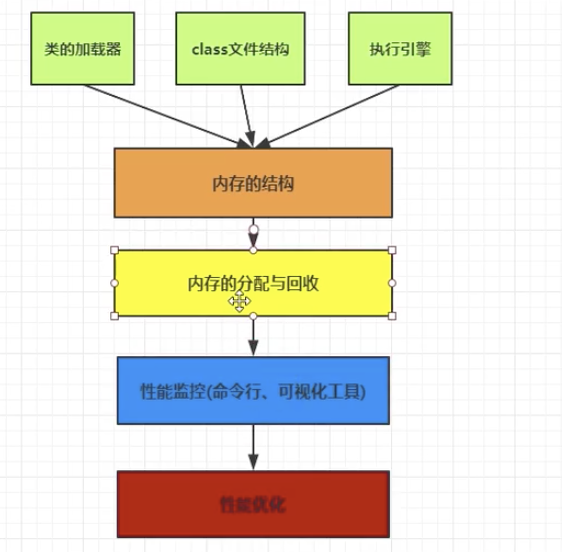 类的加载器
class文件结构
执行引擎
内存的结构
内存的分配与回收
性能监控(命令行、可视化工具)
性能优化